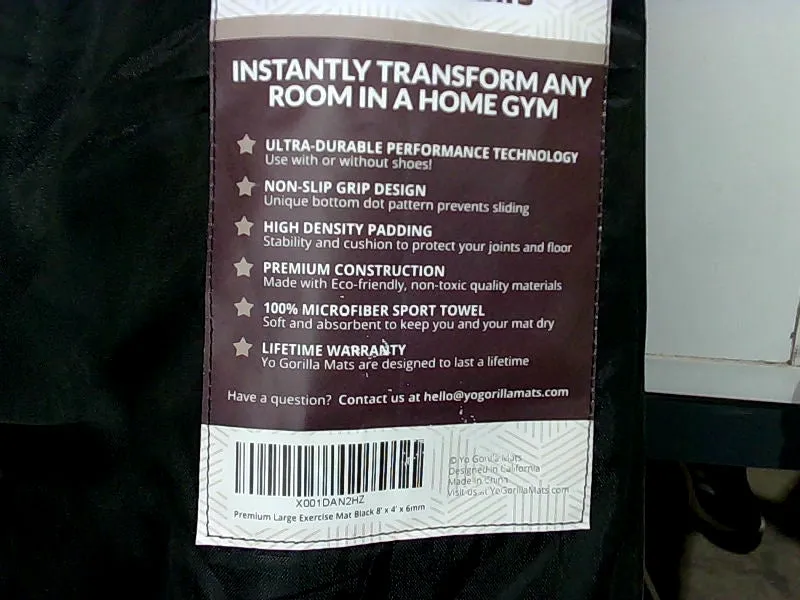 INSTANTLY TRANSFORM ANY
ROOM IN A HOME GYM
ULTRA-DURABLE PERFORMANCE TECHNOLOGY
Use with or without shoes!
NON-SLIP GRIP DESIGN
Unique bottom dot pattern prevents sliding
HIGH DENSITY PADDING
Stability and cushion to protect your joints and floor
PREMIUM CONSTRUCTION
Made with Eco-friendly, non-toxic quality materials
100% MICROFIBER SPORT TOWEL
Soft and absorbent to keep you and your mat dry
LIFETIME WARRANTY
Yo Gorilla Mats are designed to last a lifetime
Have a question? Contact us at hello@yogorillamats.com
X001DAN2HZ
Premium Large Exercise Mat Black 8' x 4' x 6mm
© Yo Gorilla Mats
Designed in California
Made in China
Visit us at YoGorillaMats.com